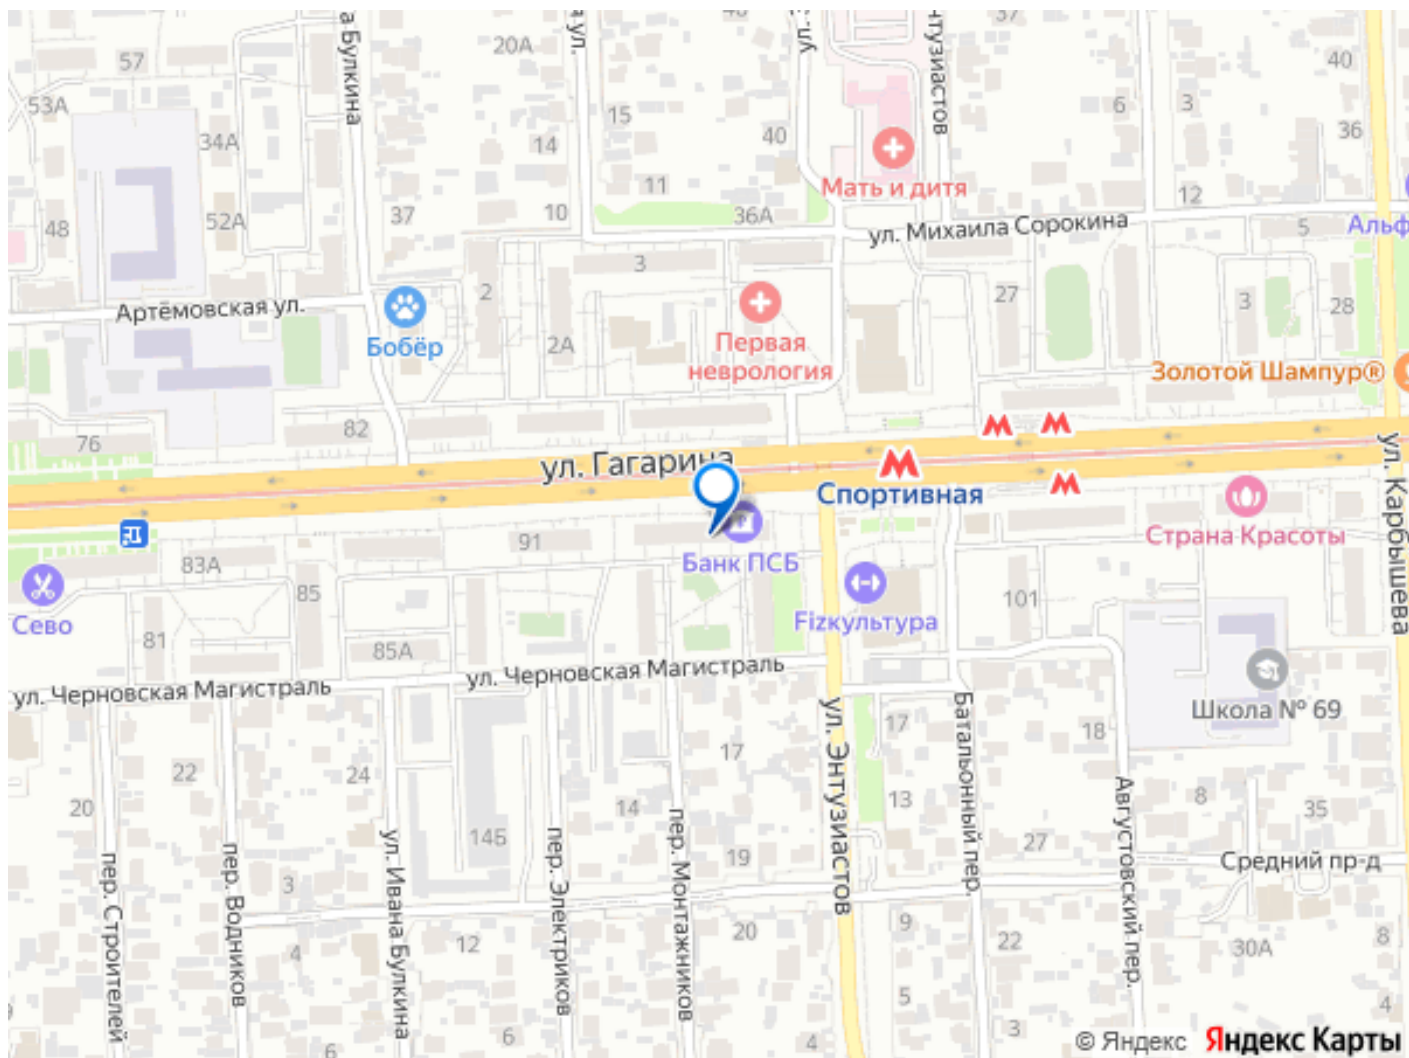 57
53А
34А
48
52А
37
20А
14
10
15
11
40
36А
37
6
3
40
36
12
5
а Булкина
а ул.
ул.
нтузиастов
Мать и дитя
ул. Михаила Сорокина
Альф
Артёмовская ул.
Бобёр
2
2А
3
Первая
неврология
27
3
28
Золотой Шампур®
76
82
ул. Гагарина
Спортивная
ул. Карбышева
Страна Красоты
Банк ПСБ
91
83А
85
Сево
81
85А
Fizкультура
101
ул. Черновская Магистраль
ул. Черновская Магистраль
Школа № 69
17
17
18
22
24
20
14
13
8
35
145
19
27
Средний пр-д
пер. Строителей
пер. Водников
ул. Ивана Булкина
пер. Электриков
пер. Монтажников
ул. Энтузиастов
Батальонный пер.
Августовский пер.
3
4
12
20
9
22
30А
8
5
3
4
6
6
4
© Яндекс Яндекс Карты